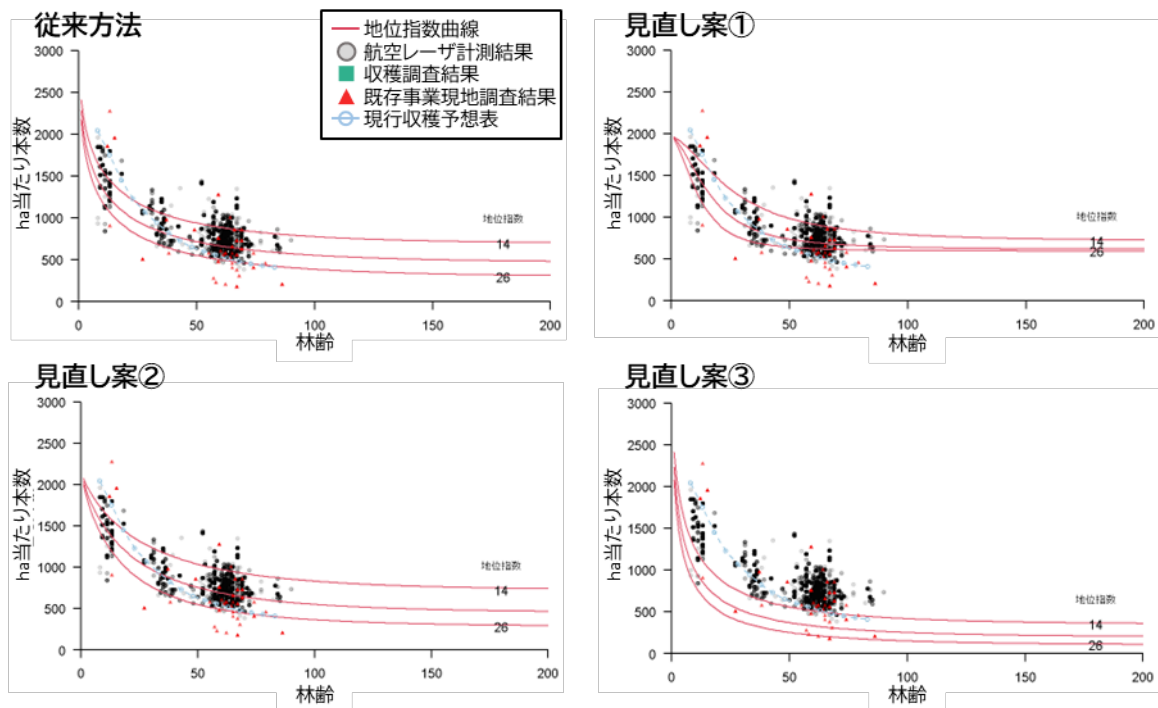 従来方法
地位指数曲線
航空レーザ計測結果
収穫調査結果
既存事業現地調査結果
現行収穫予想表
3000
2500
2000
1500
1000
500
0
ha当たり本数
地位指数
14
26
0
50
100
150
200
林齢
見直し案①
3000
2500
2000
1500
1000
500
0
ha当たり本数
地位指数
14
26
0
50
100
150
200
林齢
見直し案②
3000
2500
2000
1500
1000
500
0
ha当たり本数
地位指数
14
26
0
50
100
150
200
林齢
見直し案③
3000
2500
2000
1500
1000
500
0
ha当たり本数
地位指数
14
26
0
50
100
150
200
林齢